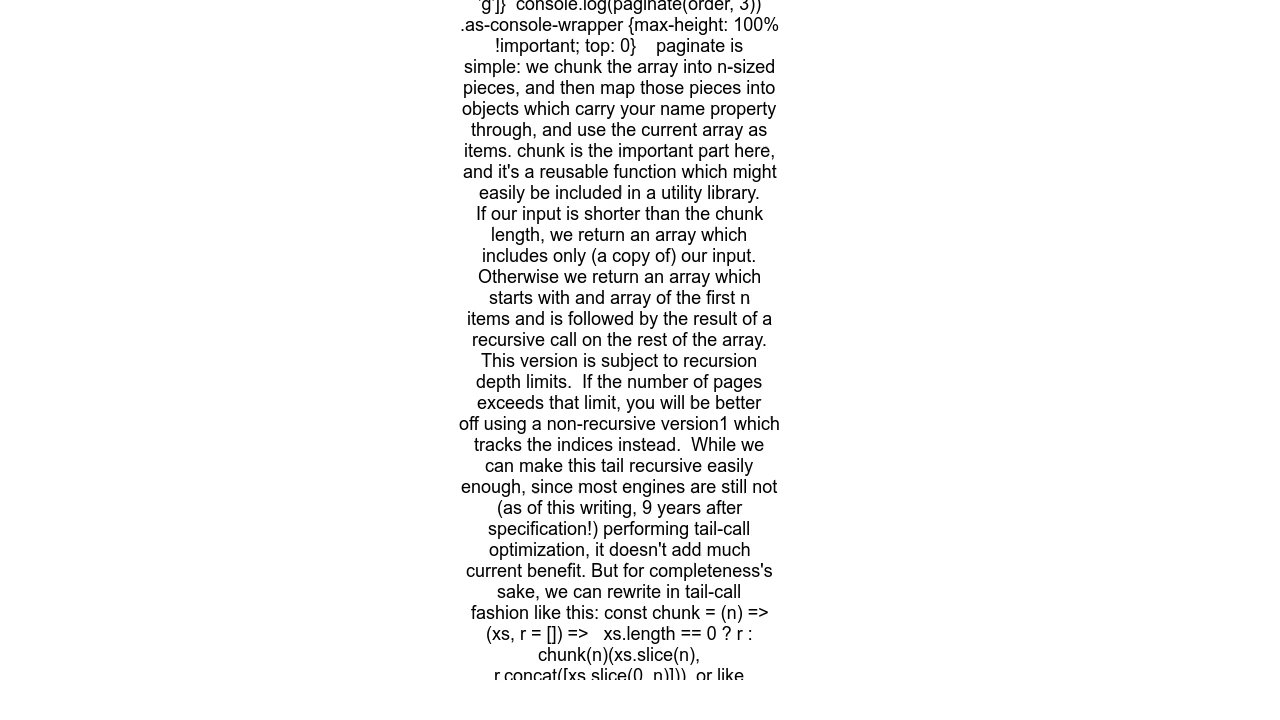 'g']}  console.log(paginate(order, 3))
.as-console-wrapper {max-height: 100%
!important; top: 0}    paginate is
simple: we chunk the array into n-sized
pieces, and then map those pieces into
objects which carry your name property
through, and use the current array as
items. chunk is the important part here,
and it's a reusable function which might
easily be included in a utility library.
If our input is shorter than the chunk
length, we return an array which
includes only (a copy of) our input.
Otherwise we return an array which
starts with and array of the first n
items and is followed by the result of a
recursive call on the rest of the array.
This version is subject to recursion
depth limits.  If the number of pages
exceeds that limit, you will be better
off using a non-recursive version1 which
tracks the indices instead.  While we
can make this tail recursive easily
enough, since most engines are still not
(as of this writing, 9 years after
specification!) performing tail-call
optimization, it doesn't add much
current benefit. But for completeness's
sake, we can rewrite in tail-call
fashion like this: const chunk = (n) =>
(xs, r = []) =>   xs.length == 0 ? r :
chunk(n)(xs.slice(n),
r.concat([xs.slice(0, n)]))  or like